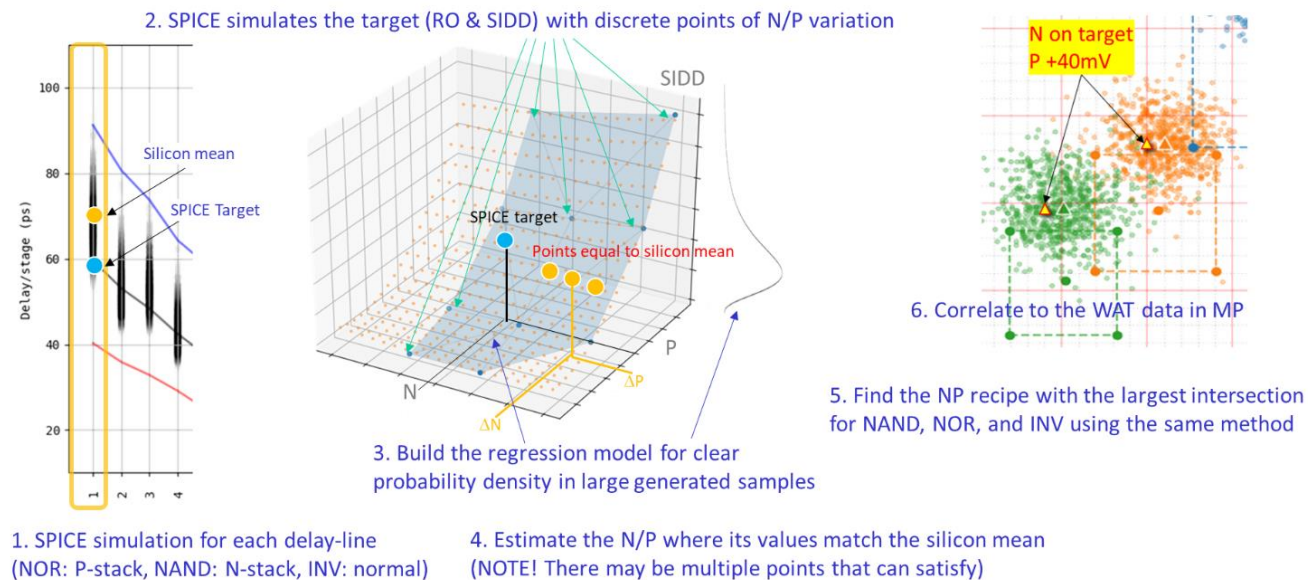 2. SPICE simulates the target (RO & SIDD) with discrete points of N/P variation
Delay/stage (ps)
100
80
60
40
20
1
2
3
4
Silicon mean
SPICE Target
SIDD
SPICE target
Points equal to silicon mean
N
P
ΔP
ΔN
3. Build the regression model for clear
probability density in large generated samples
N on target
P +40mV
6. Correlate to the WAT data in MP
5. Find the NP recipe with the largest intersection
for NAND, NOR, and INV using the same method
1. SPICE simulation for each delay-line
(NOR: P-stack, NAND: N-stack, INV: normal)
4. Estimate the N/P where its values match the silicon mean
(NOTE! There may be multiple points that can satisfy)